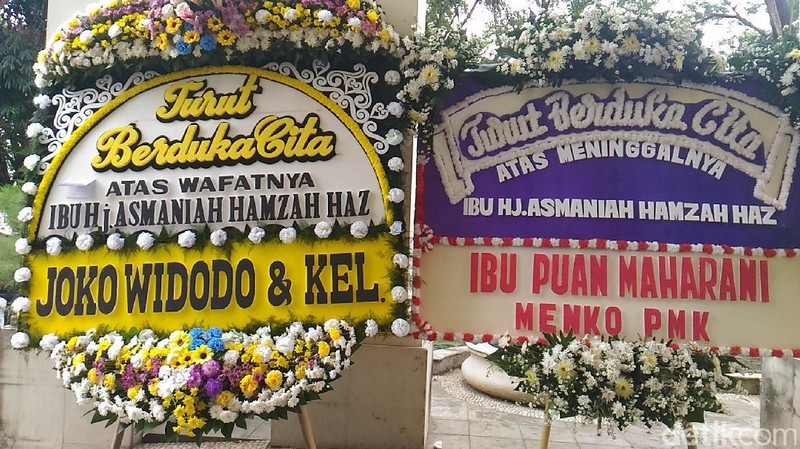 Turut
Berduka Cita
ATAS WAFATNYA
IBU Hj. ASMANIAH HAMZAH HAZ
JOKO WIDODO & KEL.
Turut Berduka Cita
ATAS MENINGGALNYA
IBU HJ. ASMANIAH HAMZAH HAZ
IBU PUAN MAHARANI
MENKO PMK
detikcom